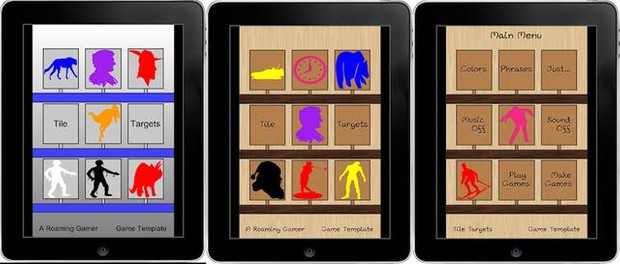 Tile
Targets
A Roaming Gamer
Game Template
Tile
Targets
A Roaming Gamer
Game Template
Main Menu
Colors
Phrases
Just...
Music
Off
Sound
Off
Play
Games
Make
Games
Tile Targets
Game Template